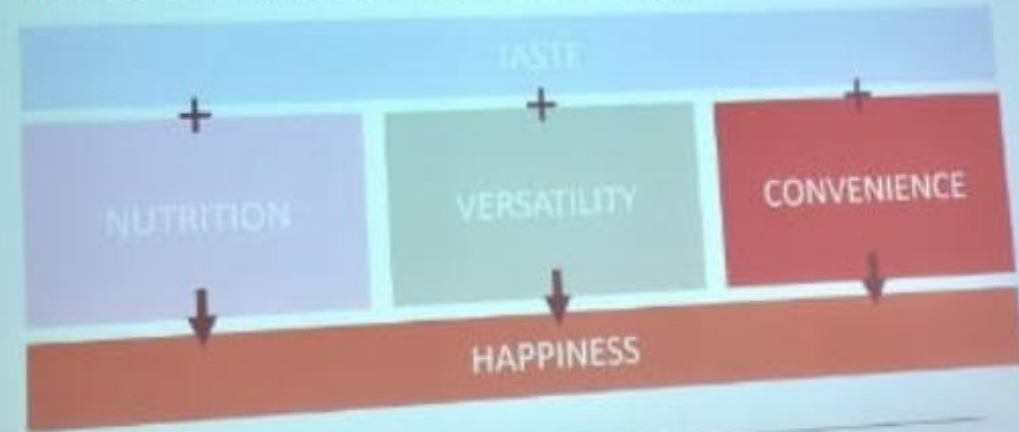 TASTE
+ + +
NUTRITION VERSATILITY CONVENIENCE
HAPPINESS